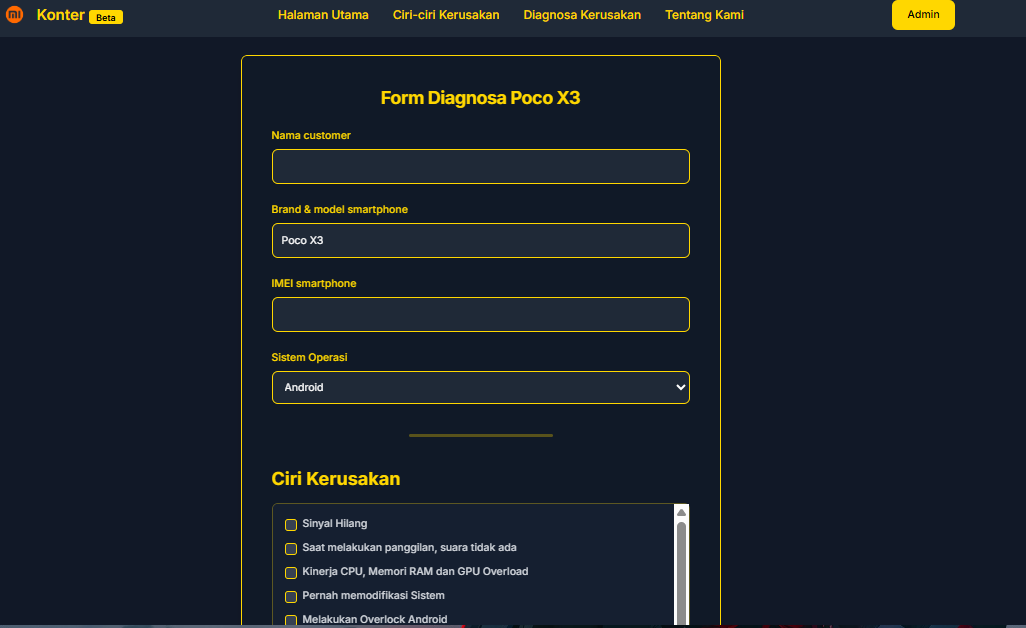 Konter Beta
Halaman Utama
Ciri-ciri Kerusakan
Diagnosa Kerusakan
Tentang Kami
Admin
Form Diagnosa Poco X3
Nama customer
Brand & model smartphone
Poco X3
IMEI smartphone
Sistem Operasi
Android
Ciri Kerusakan
Sinyal Hilang
Saat melakukan panggilan, suara tidak ada
Kinerja CPU, Memori RAM dan GPU Overload
Pernah memodifikasi Sistem
Melakukan Overlock Android